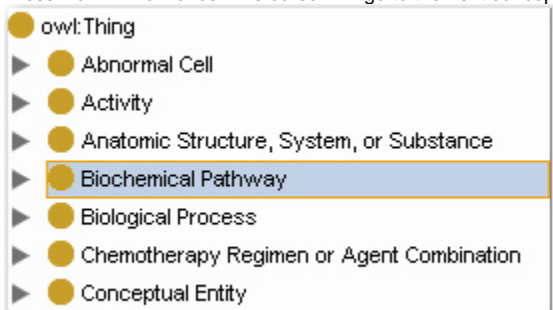 owl:Thing
Abnormal Cell
Activity
Anatomic Structure, System, or Substance
Biochemical Pathway
Biological Process
Chemotherapy Regimen or Agent Combination
Conceptual Entity